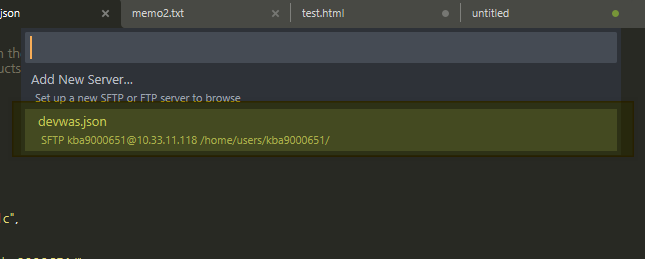 json
memo2.txt
test.html
untitled
n the
ucts
Add New Server...
Set up a new SFTP or FTP server to browse
devwas.json
SFTP kba9000651@10.33.11.118 /home/users/kba9000651/
c",